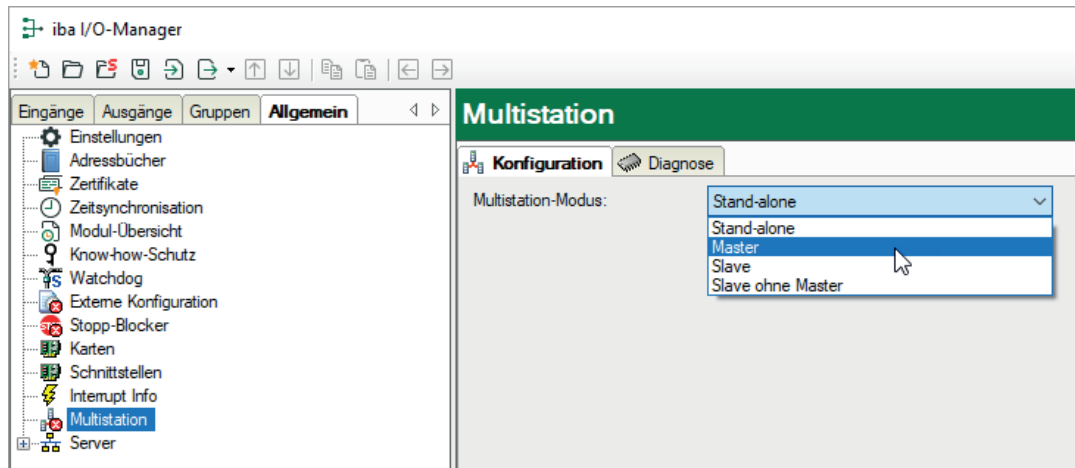 iba I/O-Manager
Eingänge Ausgänge Gruppen Allgemein
Einstellungen
Adressbücher
Zertifikate
Zeitsynchronisation
Modul-Übersicht
Know-how-Schutz
Watchdog
Externe Konfiguration
Stopp-Blocker
Karten
Schnittstellen
Interrupt Info
Multistation
Server
Multistation
Konfiguration Diagnose
Multistation-Modus: Stand-alone
Stand-alone
Master
Slave
Slave ohne Master